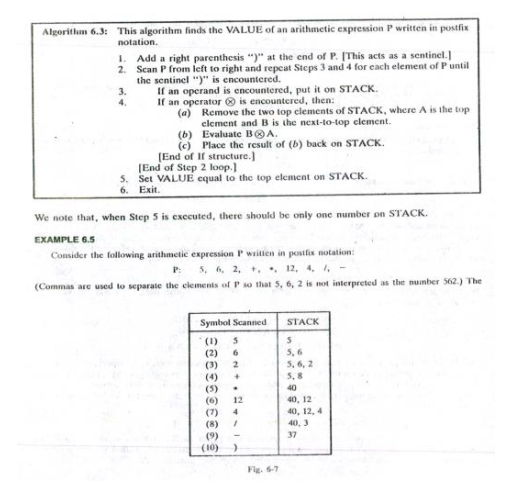 Algorithm 6.3: This algorithm finds the VALUE of an arithmetic expression P written in postfix
notation.
1. Add a right parenthesis ")" at the end of P. [This acts as a sentinel.]
2. Scan P from left to right and repeat Steps 3 and 4 for each element of P until
the sentinel ")" is encountered.
3. If an operand is encountered, put it on STACK.
4. If an operator ⊗ is encountered, then:
(a) Remove the two top elements of STACK, where A is the top
element and B is the next-to-top element.
(b) Evaluate B ⊗ A.
(c) Place the result of (b) back on STACK.
[End of If structure.]
[End of Step 2 loop.]
5. Set VALUE equal to the top element on STACK.
6. Exit.
We note that, when Step 5 is executed, there should be only one number on STACK.
EXAMPLE 6.5
Consider the following arithmetic expression P written in postfix notation:
P: 5, 6, 2, +, *, 12, 4, /, −
(Commas are used to separate the elements of P so that 5, 6, 2 is not interpreted as the number 562.) The
Symbol Scanned STACK
(1) 5 5
(2) 6 5, 6
(3) 2 5, 6, 2
(4) + 5, 8
(5) * 40
(6) 12 40, 12
(7) 4 40, 12, 4
(8) / 40, 3
(9) − 37
(10) )
Fig. 6-7